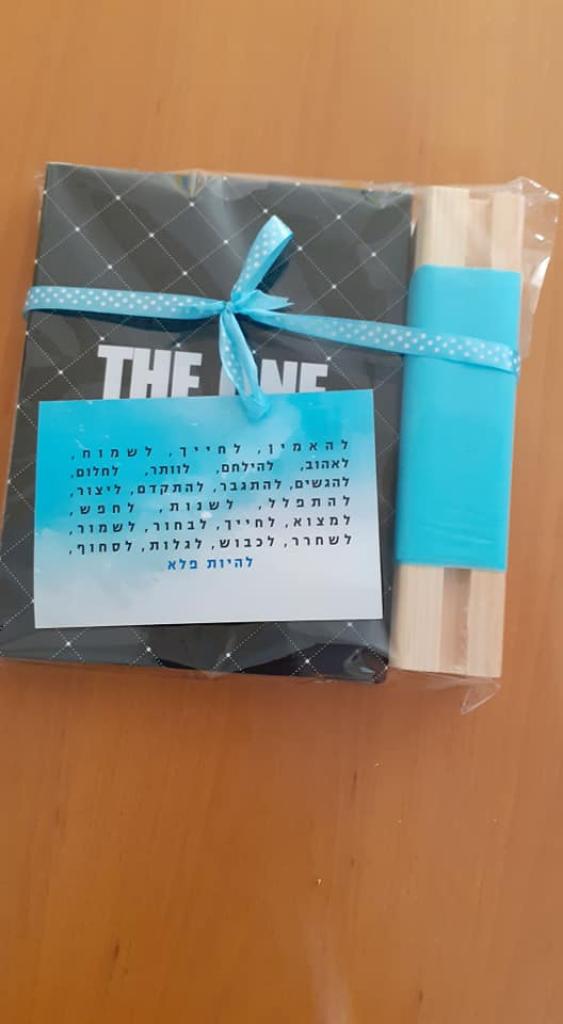 THE ONE
להאמין, לחייך, לשמוח,
לאהוב, להילחם, לוותר, לחלום,
להגשים, להתגבר, להתקדם, ליצור,
להתפלל, לשנות, לחפש,
למצוא, לחייך, לבחור, לשמור,
לשחרר, לכבוש, לגלות, לסחוף,
להיות פלא